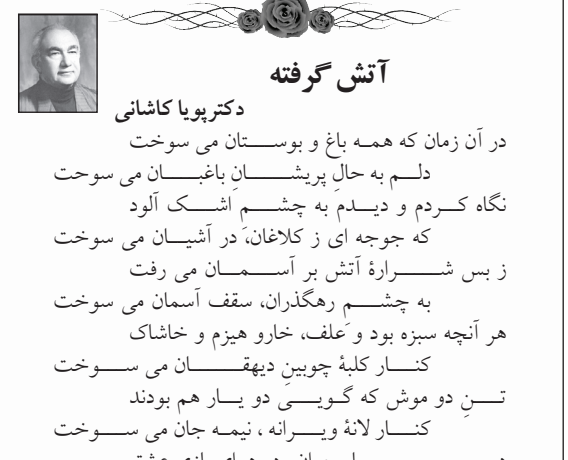 آتش گرفته
دکترپویا کاشانی
در آن زمان که همه باغ و بوستان می سوخت
دلم به حالِ پریشانِ باغبان می سوحت
نگاه کردم و دیدم به چشمِ اشک آلود
که جوجه ای ز کلاغان، در آشیان می سوخت
ز بس شرارهٔ آتش بر آسمان می رفت
به چشمِ رهگذران، سقف آسمان می سوخت
هر آنچه سبزه بود و علف، خارو هیزم و خاشاک
کنار کلبهٔ چوبینِ دیهقان می سوخت
تنِ دو موش که گویی دو یار هم بودند
کنار لانهٔ ویرانه ، نیمه جان می سوخت